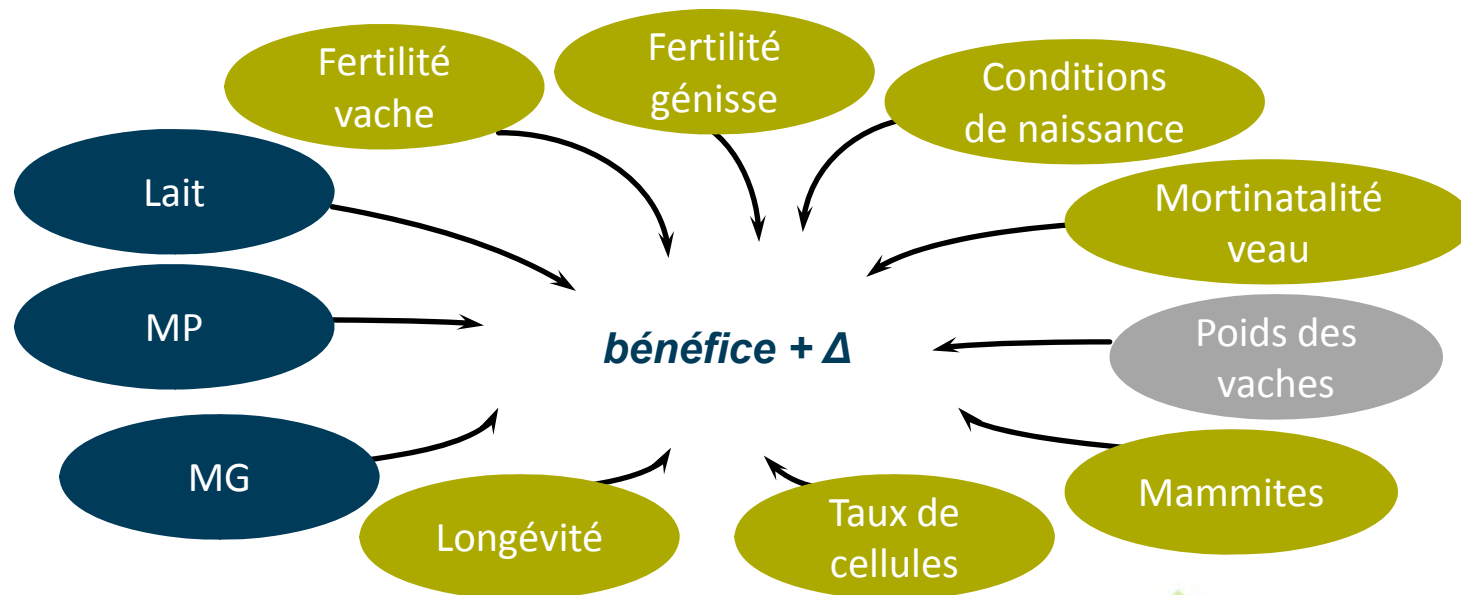 Fertilité
vache
Fertilité
génisse
Conditions
de naissance
Lait
Mortinatalité
veau
MP
bénéfice + Δ
Poids des
vaches
MG
Mammites
Longévité
Taux de
cellules